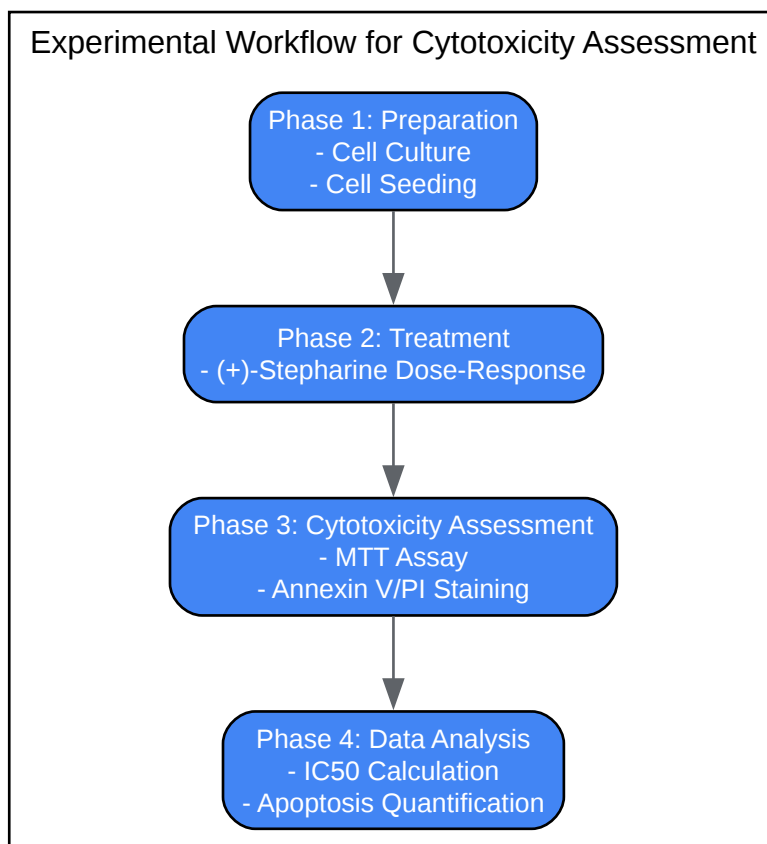 Experimental Workflow for Cytotoxicity Assessment
Phase 1: Preparation
- Cell Culture
- Cell Seeding
Phase 2: Treatment
- (+)-Stepharine Dose-Response
Phase 3: Cytotoxicity Assessment
- MTT Assay
- Annexin V/PI Staining
Phase 4: Data Analysis
- IC50 Calculation
- Apoptosis Quantification